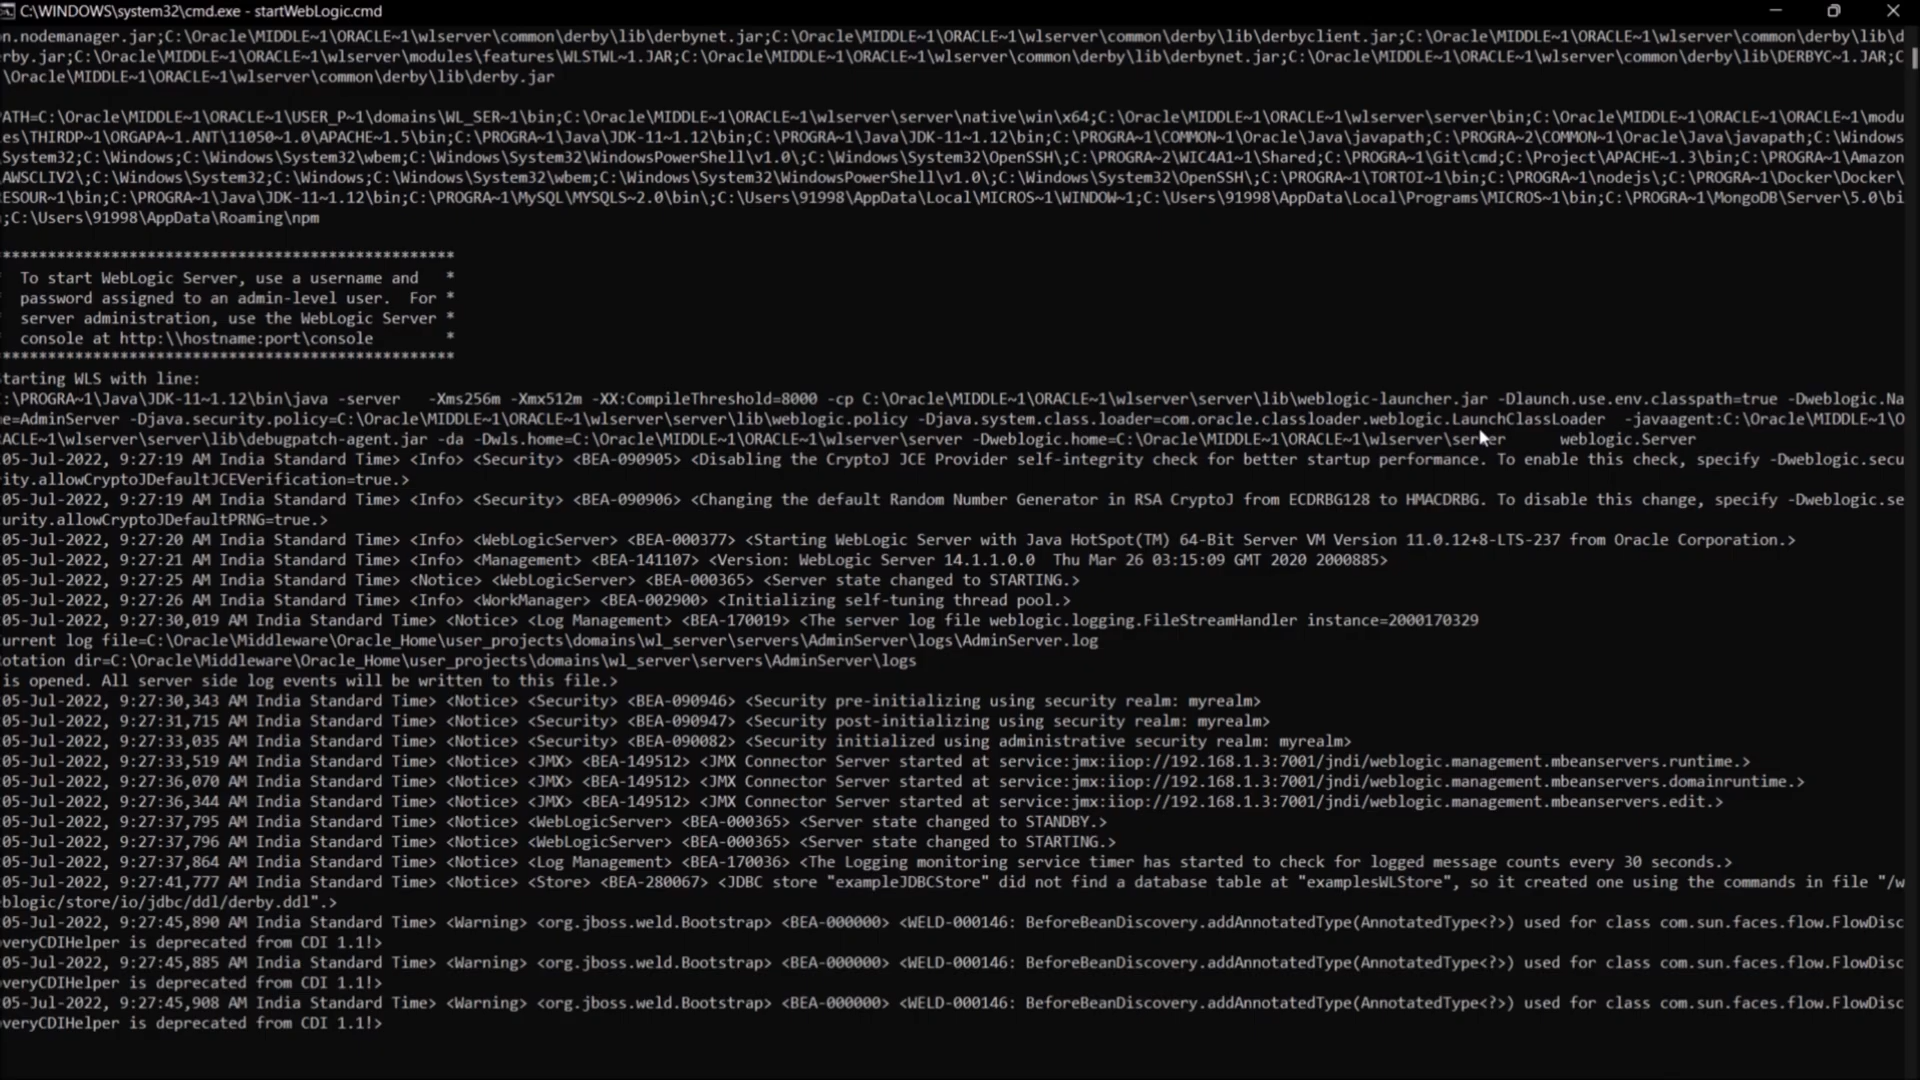 C:\WINDOWS\system32\cmd.exe - startWebLogic.cmd
n.nodemanager.jar;C:\Oracle\MIDDLE~1\ORACLE~1\wlserver\common\derby\lib\derbynet.jar;C:\Oracle\MIDDLE~1\ORACLE~1\wlserver\common\derby\lib\derbyclient.jar;C:\Oracle\MIDDLE~1\ORACLE~1\wlserver\common\derby\lib\d
rby.jar;C:\Oracle\MIDDLE~1\ORACLE~1\wlserver\modules\features\WLSTWL~1.JAR;C:\Oracle\MIDDLE~1\ORACLE~1\wlserver\common\derby\lib\derbynet.jar;C:\Oracle\MIDDLE~1\ORACLE~1\wlserver\common\derby\lib\DERBYC~1.JAR;C
\Oracle\MIDDLE~1\ORACLE~1\wlserver\common\derby\lib\derby.jar
ATH=C:\Oracle\MIDDLE~1\ORACLE~1\USER_P~1\domains\WL_SER~1\bin;C:\Oracle\MIDDLE~1\ORACLE~1\wlserver\server\native\win\x64;C:\Oracle\MIDDLE~1\ORACLE~1\wlserver\server\bin;C:\Oracle\MIDDLE~1\ORACLE~1\modu
es\THIRDP~1\ORGAPA~1.ANT\11050~1.0\APACHE~1.5\bin;C:\PROGRA~1\Java\JDK-11~1.12\bin;C:\PROGRA~1\Java\JDK-11~1.12\bin;C:\PROGRA~1\COMMON~1\Oracle\Java\javapath;C:\PROGRA~2\COMMON~1\Oracle\Java\javapath;C:\Windows
System32;C:\Windows;C:\Windows\System32\wbem;C:\Windows\System32\WindowsPowerShell\v1.0\;C:\Windows\System32\OpenSSH\;C:\PROGRA~2\WIC4A1~1\Shared;C:\PROGRA~1\Git\cmd;C:\Project\APACHE~1.3\bin;C:\PROGRA~1\Amazon
AWSCLIV2\;C:\Windows\System32;C:\Windows;C:\Windows\System32\wbem;C:\Windows\System32\WindowsPowerShell\v1.0\;C:\Windows\System32\OpenSSH\;C:\PROGRA~1\TORTOI~1\bin;C:\PROGRA~1\nodejs\;C:\PROGRA~1\Docker\Docker\
RESOUR~1\bin;C:\PROGRA~1\Java\JDK-11~1.12\bin;C:\PROGRA~1\MySQL\MYSQLS~2.0\bin\;C:\Users\91998\AppData\Local\MICROS~1\WINDOW~1;C:\Users\91998\AppData\Local\Programs\MICROS~1\bin;C:\PROGRA~1\MongoDB\Server\5.0\bi
;C:\Users\91998\AppData\Roaming\npm
**************************************************
To start WebLogic Server, use a username and *
password assigned to an admin-level user. For *
server administration, use the WebLogic Server *
console at http:\\hostname:port\console *
**************************************************
tarting WLS with line:
:\PROGRA~1\Java\JDK-11~1.12\bin\java -server -Xms256m -Xmx512m -XX:CompileThreshold=8000 -cp C:\Oracle\MIDDLE~1\ORACLE~1\wlserver\server\lib\weblogic-launcher.jar -Dlaunch.use.env.classpath=true -Dweblogic.Na
e=AdminServer -Djava.security.policy=C:\Oracle\MIDDLE~1\ORACLE~1\wlserver\server\lib\weblogic.policy -Djava.system.class.loader=com.oracle.classloader.weblogic.LaunchClassLoader -javaagent:C:\Oracle\MIDDLE~1\O
ACLE~1\wlserver\server\lib\debugpatch-agent.jar -da -Dwls.home=C:\Oracle\MIDDLE~1\ORACLE~1\wlserver\server -Dweblogic.home=C:\Oracle\MIDDLE~1\ORACLE~1\wlserver\server weblogic.Server
05-Jul-2022, 9:27:19 AM India Standard Time> <Info> <Security> <BEA-090905> <Disabling the CryptoJ JCE Provider self-integrity check for better startup performance. To enable this check, specify -Dweblogic.secu
ity.allowCryptoJDefaultJCEVerification=true.>
05-Jul-2022, 9:27:19 AM India Standard Time> <Info> <Security> <BEA-090906> <Changing the default Random Number Generator in RSA CryptoJ from ECDRBG128 to HMACDRBG. To disable this change, specify -Dweblogic.se
urity.allowCryptoJDefaultPRNG=true.>
05-Jul-2022, 9:27:20 AM India Standard Time> <Info> <WebLogicServer> <BEA-000377> <Starting WebLogic Server with Java HotSpot(TM) 64-Bit Server VM Version 11.0.12+8-LTS-237 from Oracle Corporation.>
05-Jul-2022, 9:27:21 AM India Standard Time> <Info> <Management> <BEA-141107> <Version: WebLogic Server 14.1.1.0.0 Thu Mar 26 03:15:09 GMT 2020 2000885>
05-Jul-2022, 9:27:25 AM India Standard Time> <Notice> <WebLogicServer> <BEA-000365> <Server state changed to STARTING.>
05-Jul-2022, 9:27:26 AM India Standard Time> <Info> <WorkManager> <BEA-002900> <Initializing self-tuning thread pool.>
05-Jul-2022, 9:27:30,019 AM India Standard Time> <Notice> <Log Management> <BEA-170019> <The server log file weblogic.logging.FileStreamHandler instance=2000170329
urrent log file=C:\Oracle\Middleware\Oracle_Home\user_projects\domains\wl_server\servers\AdminServer\logs\AdminServer.log
otation dir=C:\Oracle\Middleware\Oracle_Home\user_projects\domains\wl_server\servers\AdminServer\logs
is opened. All server side log events will be written to this file.>
05-Jul-2022, 9:27:30,343 AM India Standard Time> <Notice> <Security> <BEA-090946> <Security pre-initializing using security realm: myrealm>
05-Jul-2022, 9:27:31,715 AM India Standard Time> <Notice> <Security> <BEA-090947> <Security post-initializing using security realm: myrealm>
05-Jul-2022, 9:27:33,035 AM India Standard Time> <Notice> <Security> <BEA-090082> <Security initialized using administrative security realm: myrealm>
05-Jul-2022, 9:27:33,519 AM India Standard Time> <Notice> <JMX> <BEA-149512> <JMX Connector Server started at service:jmx:iiop://192.168.1.3:7001/jndi/weblogic.management.mbeanservers.runtime.>
05-Jul-2022, 9:27:36,070 AM India Standard Time> <Notice> <JMX> <BEA-149512> <JMX Connector Server started at service:jmx:iiop://192.168.1.3:7001/jndi/weblogic.management.mbeanservers.domainruntime.>
05-Jul-2022, 9:27:36,344 AM India Standard Time> <Notice> <JMX> <BEA-149512> <JMX Connector Server started at service:jmx:iiop://192.168.1.3:7001/jndi/weblogic.management.mbeanservers.edit.>
05-Jul-2022, 9:27:37,795 AM India Standard Time> <Notice> <WebLogicServer> <BEA-000365> <Server state changed to STANDBY.>
05-Jul-2022, 9:27:37,796 AM India Standard Time> <Notice> <WebLogicServer> <BEA-000365> <Server state changed to STARTING.>
05-Jul-2022, 9:27:37,864 AM India Standard Time> <Notice> <Log Management> <BEA-170036> <The Logging monitoring service timer has started to check for logged message counts every 30 seconds.>
05-Jul-2022, 9:27:41,777 AM India Standard Time> <Notice> <Store> <BEA-280067> <JDBC store "exampleJDBCStore" did not find a database table at "examplesWLStore", so it created one using the commands in file "/w
blogic/store/io/jdbc/ddl/derby.ddl".>
05-Jul-2022, 9:27:45,890 AM India Standard Time> <Warning> <org.jboss.weld.Bootstrap> <BEA-000000> <WELD-000146: BeforeBeanDiscovery.addAnnotatedType(AnnotatedType<?>) used for class com.sun.faces.flow.FlowDisc
veryCDIHelper is deprecated from CDI 1.1!>
05-Jul-2022, 9:27:45,885 AM India Standard Time> <Warning> <org.jboss.weld.Bootstrap> <BEA-000000> <WELD-000146: BeforeBeanDiscovery.addAnnotatedType(AnnotatedType<?>) used for class com.sun.faces.flow.FlowDisc
veryCDIHelper is deprecated from CDI 1.1!>
05-Jul-2022, 9:27:45,908 AM India Standard Time> <Warning> <org.jboss.weld.Bootstrap> <BEA-000000> <WELD-000146: BeforeBeanDiscovery.addAnnotatedType(AnnotatedType<?>) used for class com.sun.faces.flow.FlowDisc
veryCDIHelper is deprecated from CDI 1.1!>